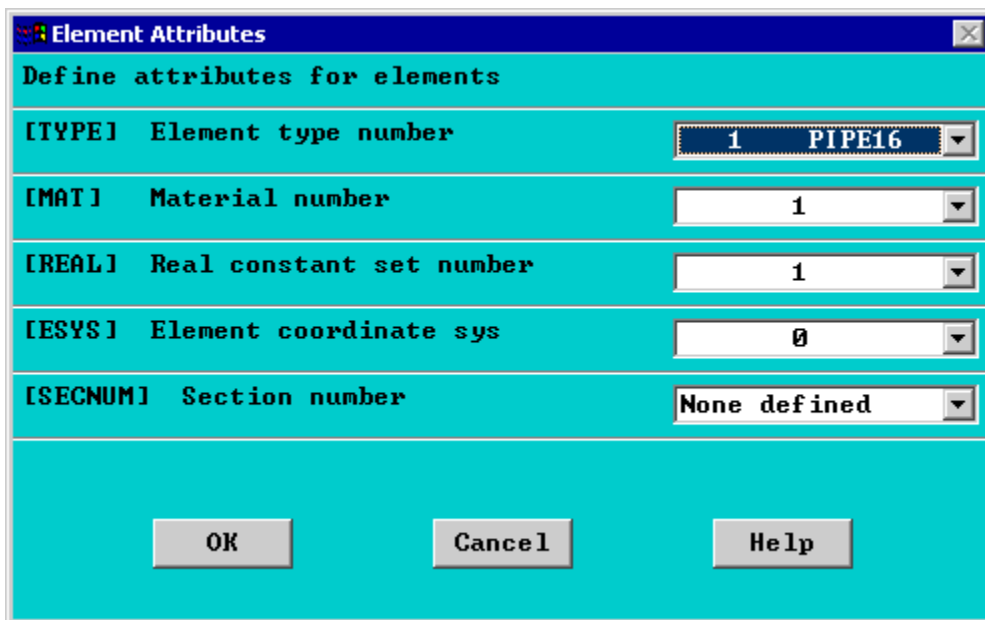 Element Attributes
Define attributes for elements
[TYPE] Element type number 1 PIPE16
[MAT] Material number 1
[REAL] Real constant set number 1
[ESYS] Element coordinate sys 0
[SECNUM] Section number None defined
OK Cancel Help